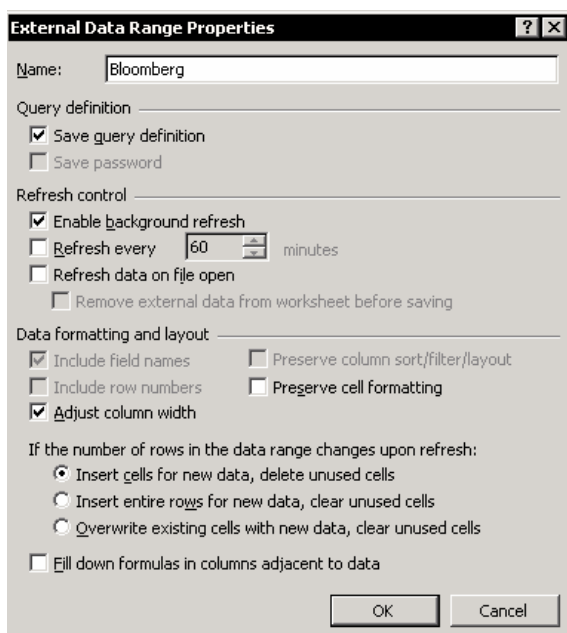 External Data Range Properties
Name: Bloomberg
Query definition
Save query definition
Save password
Refresh control
Enable background refresh
Refresh every 60 minutes
Refresh data on file open
Remove external data from worksheet before saving
Data formatting and layout
Include field names Preserve column sort/filter/layout
Include row numbers Preserve cell formatting
Adjust column width
If the number of rows in the data range changes upon refresh:
Insert cells for new data, delete unused cells
Insert entire rows for new data, clear unused cells
Overwrite existing cells with new data, clear unused cells
Fill down formulas in columns adjacent to data
OK Cancel